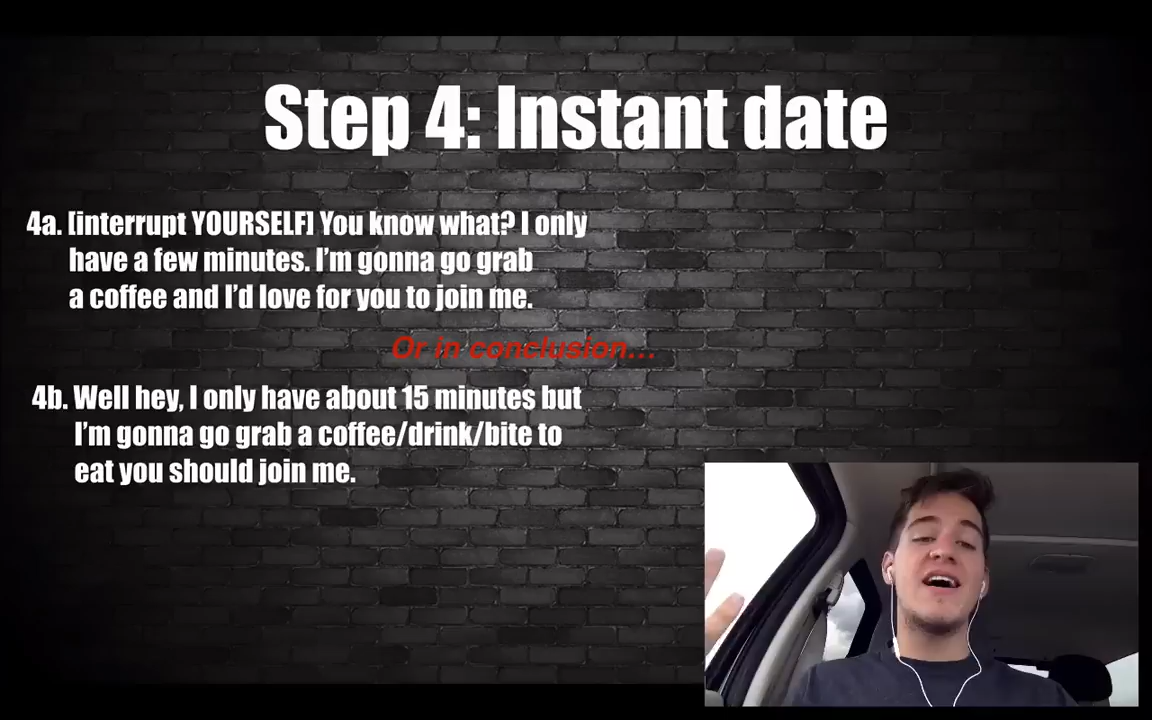 Step 4: Instant date
4a. [interrupt YOURSELF] You know what? I only
have a few minutes. I'm gonna go grab
a coffee and I'd love for you to join me.
Or in conclusion...
4b. Well hey, I only have about 15 minutes but
I'm gonna go grab a coffee/drink/bite to
eat you should join me.